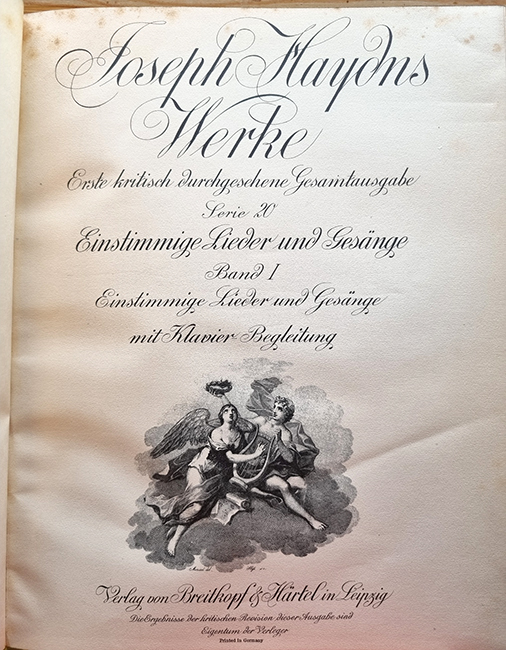 Joseph Haydns
Werke
Erste kritisch durchgesehene Gesamtausgabe
Serie 20
Einstimmige Lieder und Gesänge
Band I
Einstimmige Lieder und Gesänge
mit Klavier-Begleitung
Verlag von Breitkopf & Härtel in Leipzig
Die Ergebnisse der kritischen Revision dieser Ausgabe sind
Eigentum der Verleger
Printed in Germany